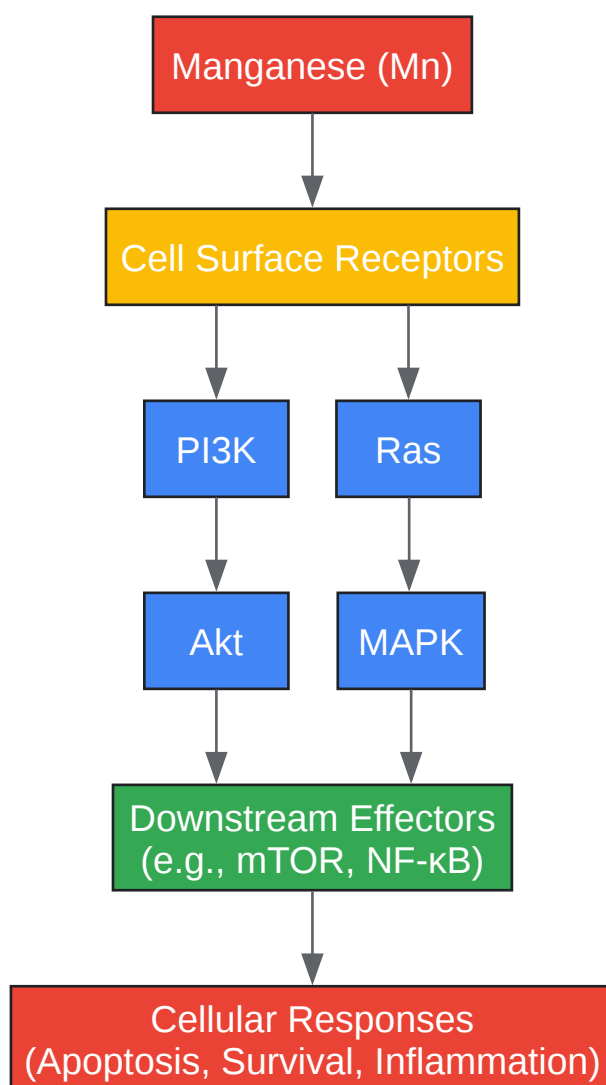 Manganese (Mn)
Cell Surface Receptors
PI3K
Ras
Akt
MAPK
Downstream Effectors
(e.g., mTOR, NF-κB)
Cellular Responses
(Apoptosis, Survival, Inflammation)